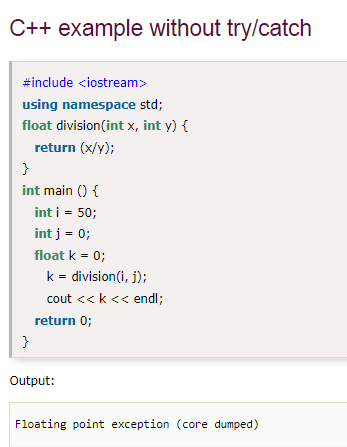 C++ example without try/catch
#include <iostream>
using namespace std;
float division(int x, int y) {
return (x/y);
}
int main () {
int i = 50;
int j = 0;
float k = 0;
k = division(i, j);
cout << k << endl;
return 0;
}
Output:
Floating point exception (core dumped)